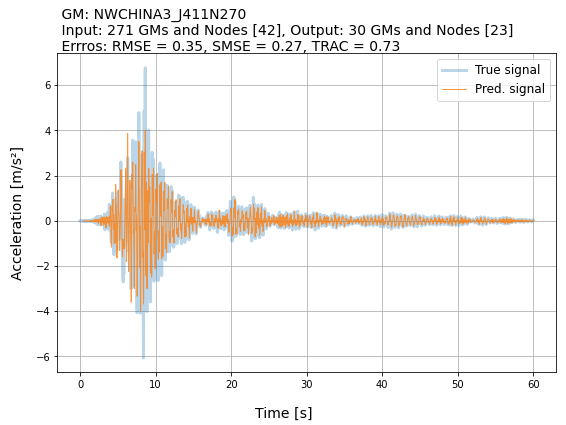 GM: NWCHINA3_J411N270
Input: 271 GMs and Nodes [42], Output: 30 GMs and Nodes [23]
Errros: RMSE = 0.35, SMSE = 0.27, TRAC = 0.73
True signal
Pred. signal
6
4
2
0
−2
−4
−6
Acceleration [m/s²]
0 10 20 30 40 50 60
Time [s]